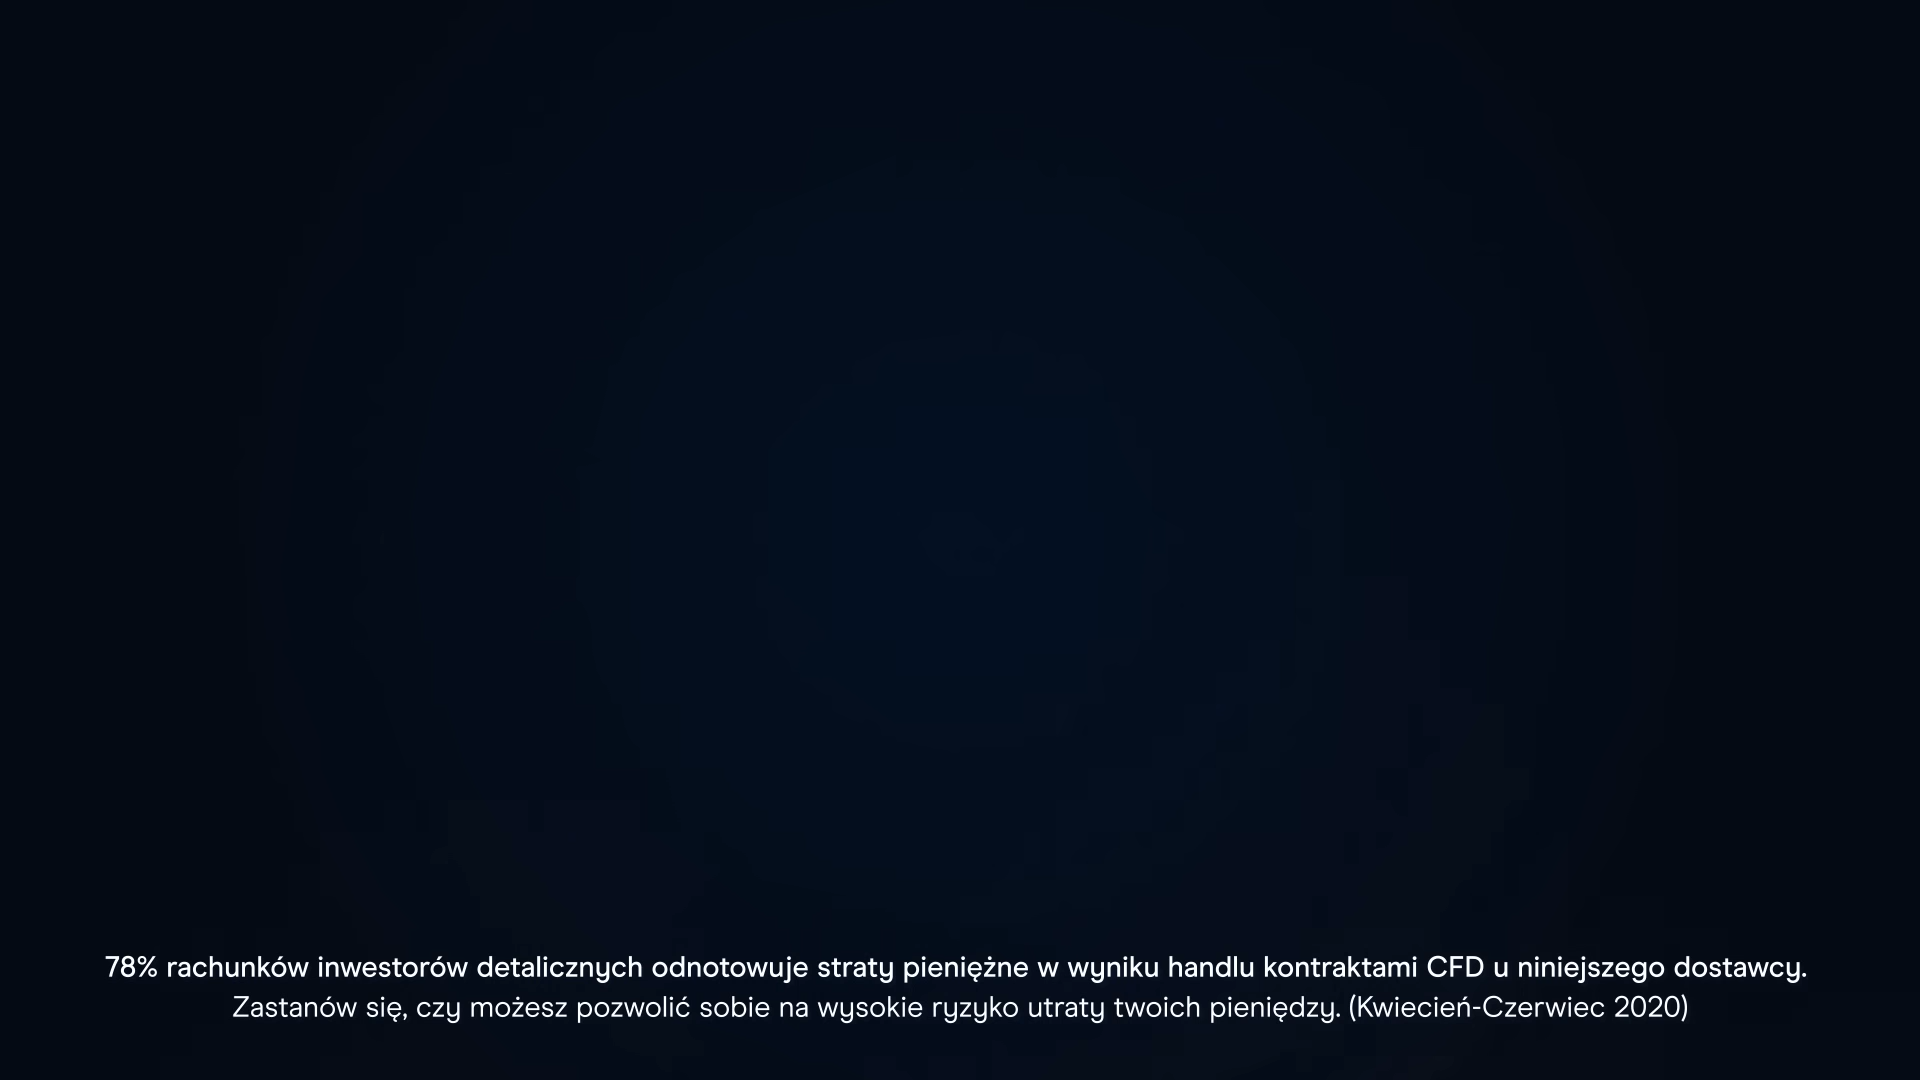 78% rachunków inwestorów detalicznych odnotowuje straty pieniężne w wyniku handlu kontraktami CFD u niniejszego dostawcy.
Zastanów się, czy możesz pozwolić sobie na wysokie ryzyko utraty twoich pieniędzy. (Kwiecień-Czerwiec 2020)